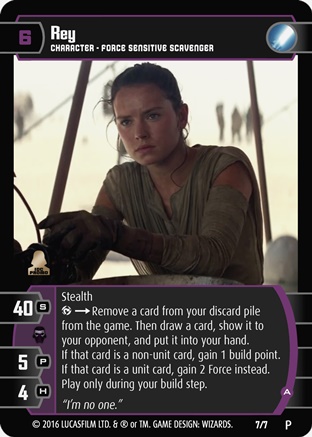 6 Rey
CHARACTER - FORCE SENSITIVE SCAVENGER
JSC
PROMO
40 S
5 P
4 H
Stealth
→ Remove a card from your discard pile
from the game. Then draw a card, show it to
your opponent, and put it into your hand.
If that card is a non-unit card, gain 1 build point.
If that card is a unit card, gain 2 Force instead.
Play only during your build step.
“I’m no one.”
A
© 2016 LUCASFILM LTD. & ® or TM. GAME DESIGN: WIZARDS. 7/7 P